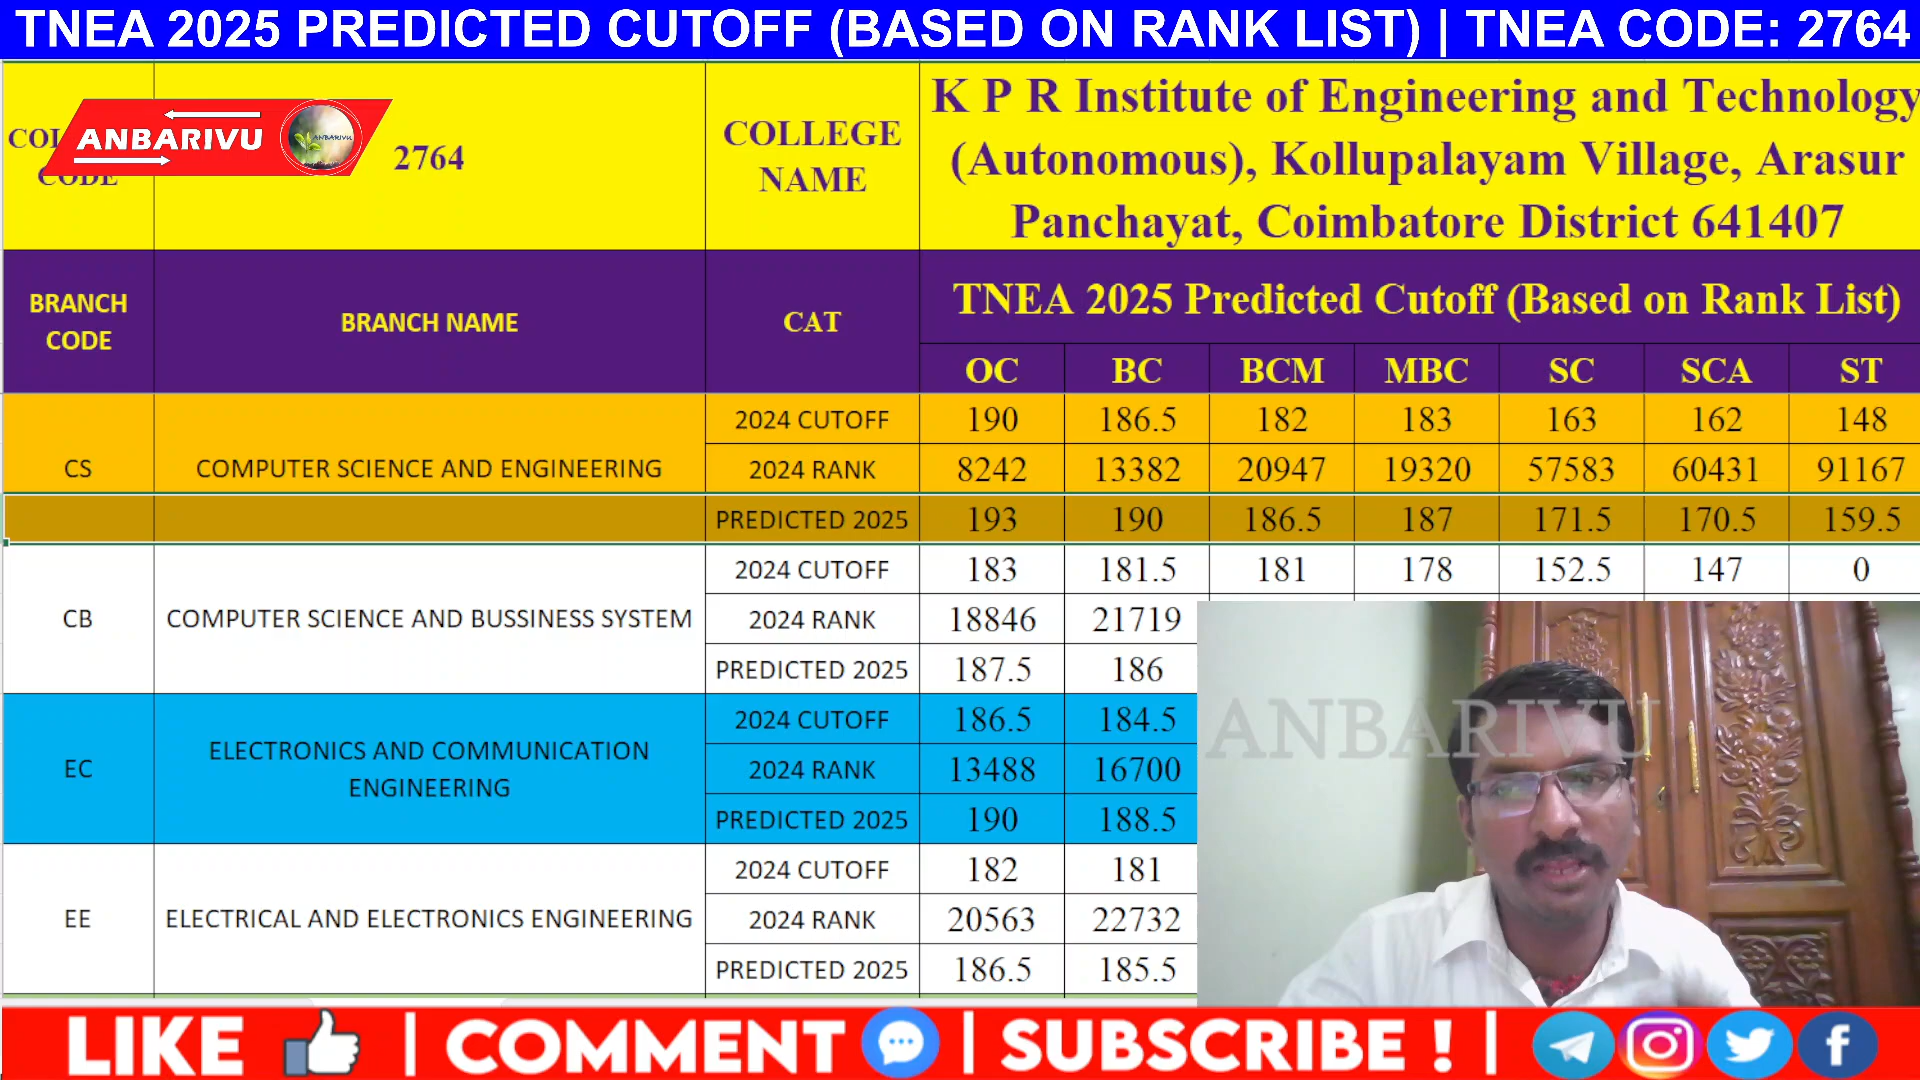 TNEA 2025 PREDICTED CUTOFF (BASED ON RANK LIST) | TNEA CODE: 2764
CODE
ANBARIVU
ANBARIVU
2764
COLLEGE
NAME
K P R Institute of Engineering and Technology
(Autonomous), Kollupalayam Village, Arasur
Panchayat, Coimbatore District 641407
BRANCH
CODE
BRANCH NAME
CAT
TNEA 2025 Predicted Cutoff (Based on Rank List)
OC BC BCM MBC SC SCA ST
2024 CUTOFF 190 186.5 182 183 163 162 148
CS COMPUTER SCIENCE AND ENGINEERING 2024 RANK 8242 13382 20947 19320 57583 60431 91167
PREDICTED 2025 193 190 186.5 187 171.5 170.5 159.5
2024 CUTOFF 183 181.5 181 178 152.5 147 0
CB COMPUTER SCIENCE AND BUSSINESS SYSTEM 2024 RANK 18846 21719
PREDICTED 2025 187.5 186
2024 CUTOFF 186.5 184.5
EC ELECTRONICS AND COMMUNICATION
ENGINEERING
2024 RANK 13488 16700
PREDICTED 2025 190 188.5
2024 CUTOFF 182 181
EE ELECTRICAL AND ELECTRONICS ENGINEERING 2024 RANK 20563 22732
PREDICTED 2025 186.5 185.5
ANBARIVU
LIKE | COMMENT | SUBSCRIBE ! |